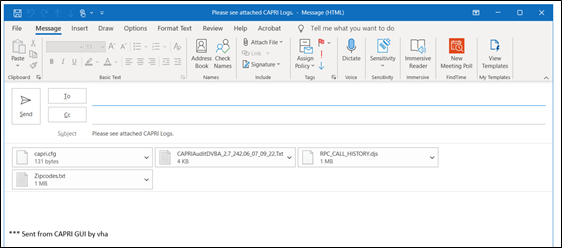 Please see attached CAPRI Logs. - Message (HTML)
File Message Insert Draw Options Format Text Review Help Acrobat Tell me what you want to do
Paste
Address Book
Check Names
Attach File
Link
Signature
Assign Policy
Dictate
Sensitivity
Immersive Reader
New Meeting Poll
View Templates
Clipboard Basic Text Names Include Tags Voice Sensitivity Immersive FindTime My Templates
Send
To
Cc
Subject Please see attached CAPRI Logs.
capri.cfg
131 bytes
CAPRIAuditDVBA_2.7_242.06_07_09_22.Txt
4 KB
RPC_CALL_HISTORY.djs
1 MB
Zipcodes.txt
1 MB
*** Sent from CAPRI GUI by vha